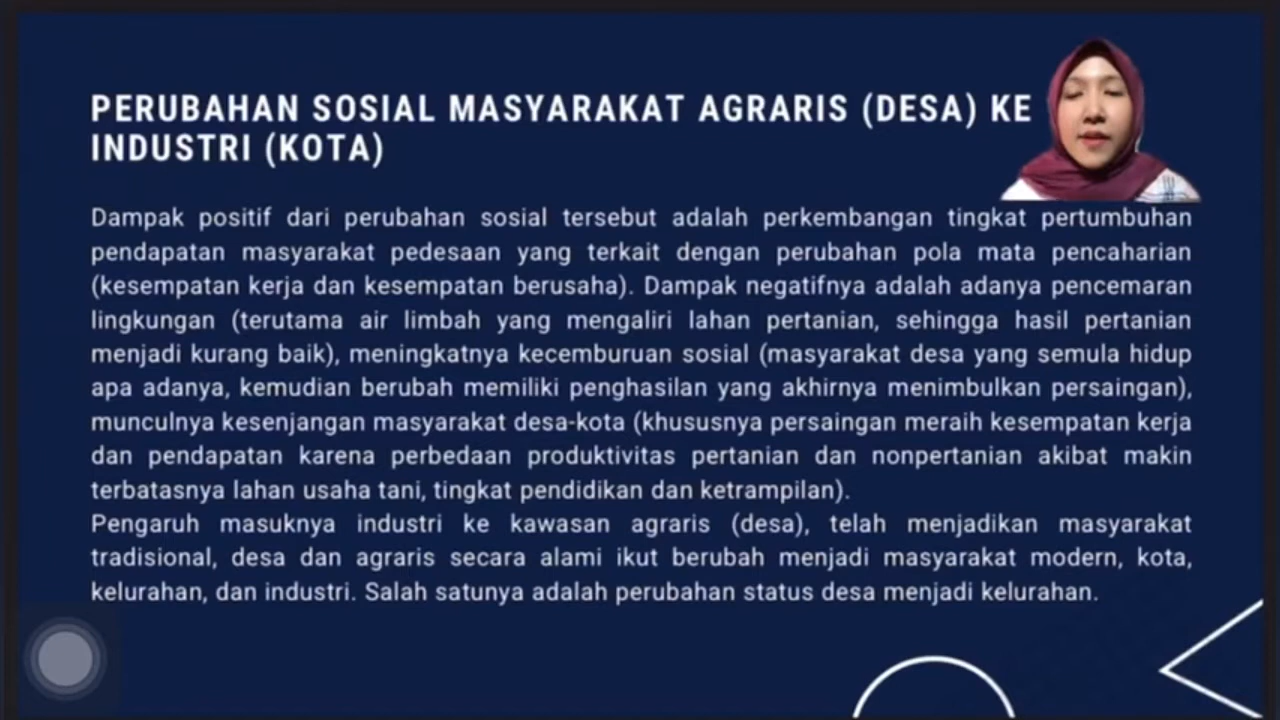 PERUBAHAN SOSIAL MASYARAKAT AGRARIS (DESA) KE
INDUSTRI (KOTA)
Dampak positif dari perubahan sosial tersebut adalah perkembangan tingkat pertumbuhan
pendapatan masyarakat pedesaan yang terkait dengan perubahan pola mata pencaharian
(kesempatan kerja dan kesempatan berusaha). Dampak negatifnya adalah adanya pencemaran
lingkungan (terutama air limbah yang mengaliri lahan pertanian, sehingga hasil pertanian
menjadi kurang baik), meningkatnya kecemburuan sosial (masyarakat desa yang semula hidup
apa adanya, kemudian berubah memiliki penghasilan yang akhirnya menimbulkan persaingan),
munculnya kesenjangan masyarakat desa-kota (khususnya persaingan meraih kesempatan kerja
dan pendapatan karena perbedaan produktivitas pertanian dan nonpertanian akibat makin
terbatasnya lahan usaha tani, tingkat pendidikan dan ketrampilan).
Pengaruh masuknya industri ke kawasan agraris (desa), telah menjadikan masyarakat
tradisional, desa dan agraris secara alami ikut berubah menjadi masyarakat modern, kota,
kelurahan, dan industri. Salah satunya adalah perubahan status desa menjadi kelurahan.